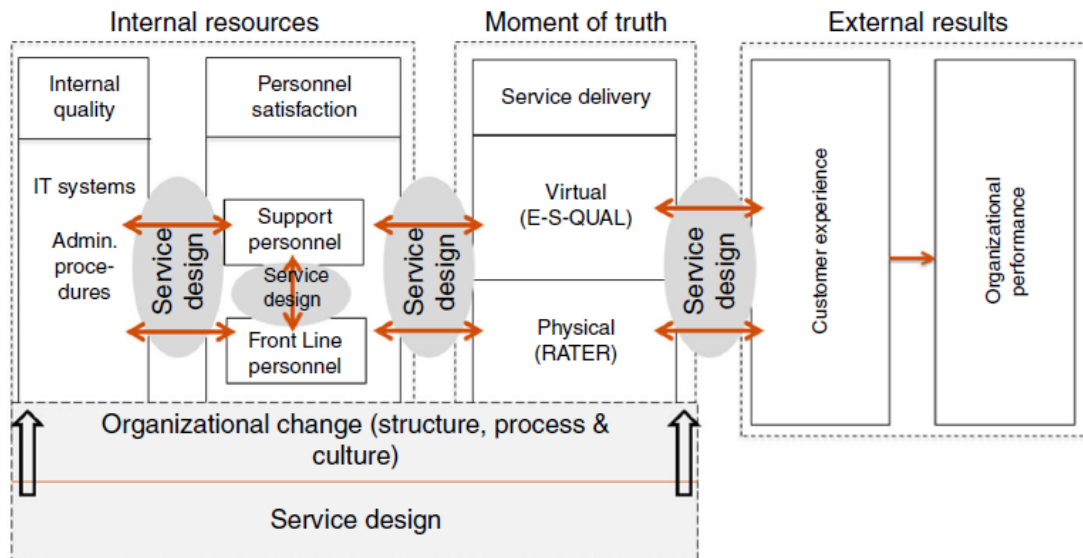 Internal resources
Moment of truth
External results
Internal
quality
Personnel
satisfaction
Service delivery
IT systems
Admin.
proce-
dures
Service
design
Support
personnel
Service
design
Front Line
personnel
Service
design
Virtual
(E-S-QUAL)
Physical
(RATER)
Service
design
Customer experience
Organizational
performance
Organizational change (structure, process &
culture)
Service design